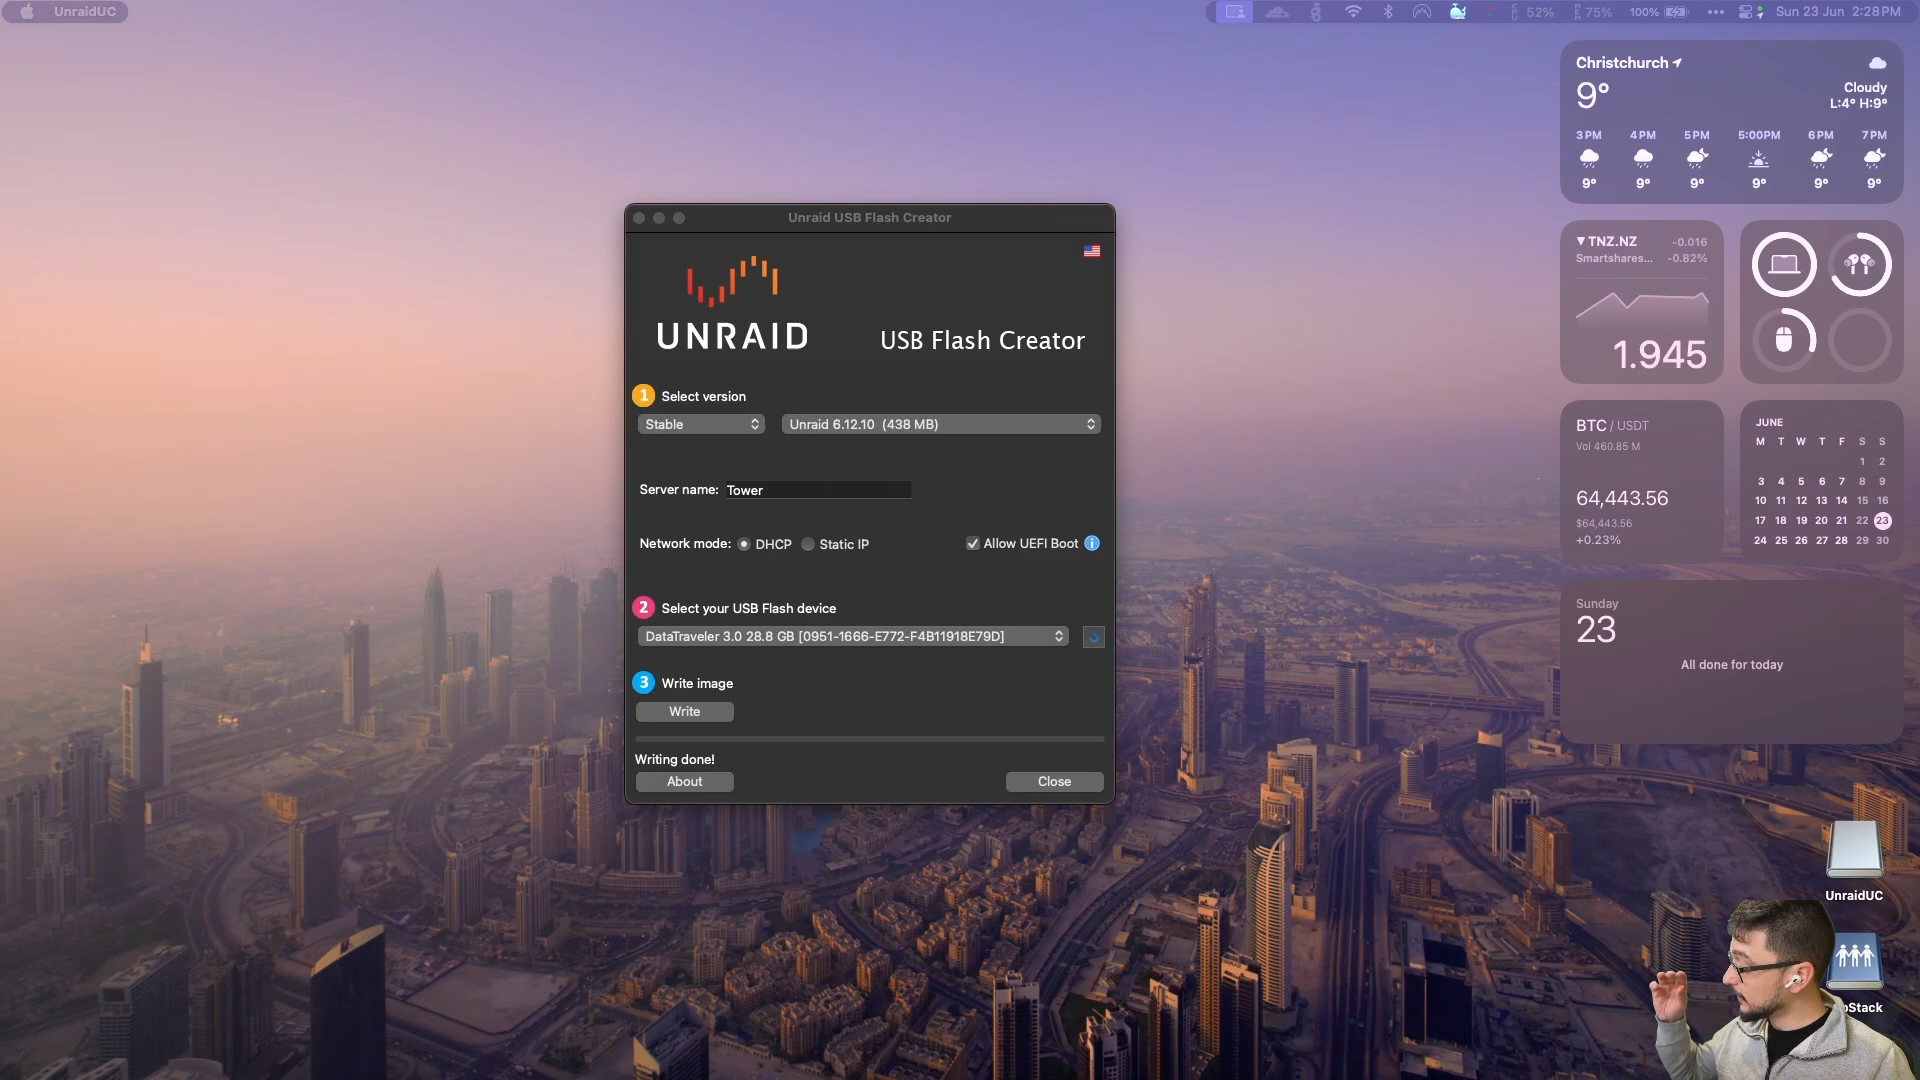 UnraidUC
52%
75%
100%
Sun 23 Jun 2:28 PM
Christchurch
9°
Cloudy
L:4° H:9°
3 PM 4 PM 5 PM 5:00PM 6 PM 7 PM
9° 9° 9° 9° 9° 9°
▼ TNZ.NZ -0.016
Smartshares... -0.82%
1.945
BTC / USDT
Vol 460.85 M
64,443.56
$64,443.56
+0.23%
JUNE
M T W T F S S
1 2
3 4 5 6 7 8 9
10 11 12 13 14 15 16
17 18 19 20 21 22 23
24 25 26 27 28 29 30
Sunday
23
All done for today
Unraid USB Flash Creator
UNRAID
USB Flash Creator
1 Select version
Stable Unraid 6.12.10 (438 MB)
Server name: Tower
Network mode: DHCP Static IP Allow UEFI Boot i
2 Select your USB Flash device
DataTraveler 3.0 28.8 GB [0951-1666-E772-F4B11918E79D]
3 Write image
Write
Writing done!
About Close
UnraidUC
Stack